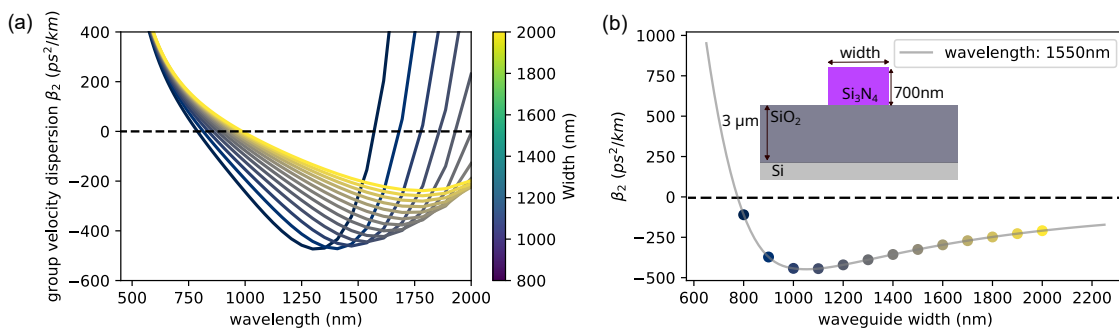 (a)
group velocity dispersion β₂ (ps²/km)
400
200
0
−200
−400
−600
500
750
1000
1250
1500
1750
2000
wavelength (nm)
2000
1800
1600
1400
1200
1000
800
Width (nm)
(b)
β₂ (ps²/km)
1000
750
500
250
0
−250
−500
600
800
1000
1200
1400
1600
1800
2000
2200
waveguide width (nm)
wavelength: 1550nm
width
Si₃N₄
700nm
3 μm
SiO₂
Si